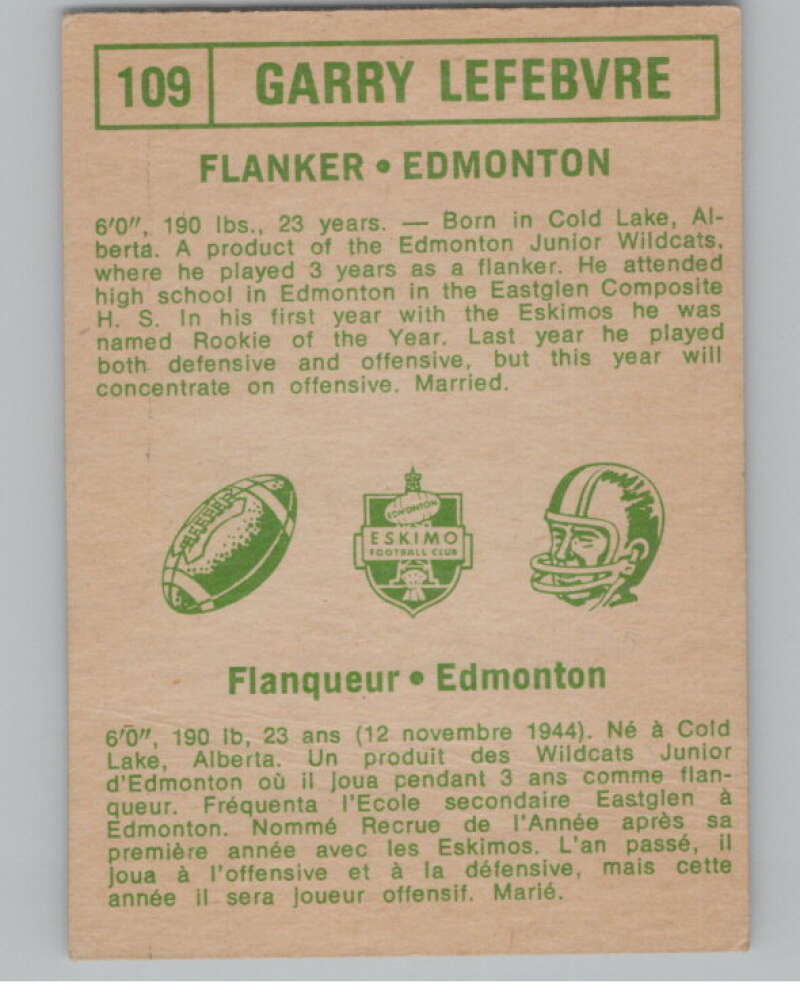 109 GARRY LEFEBVRE
FLANKER • EDMONTON
6'0", 190 lbs., 23 years. — Born in Cold Lake, Al-
berta. A product of the Edmonton Junior Wildcats,
where he played 3 years as a flanker. He attended
high school in Edmonton in the Eastglen Composite
H. S. In his first year with the Eskimos he was
named Rookie of the Year. Last year he played
both defensive and offensive, but this year will
concentrate on offensive. Married.
EDMONTON
ESKIMO
FOOTBALL CLUB
Flanqueur • Edmonton
6'0", 190 lb, 23 ans (12 novembre 1944). Né à Cold
Lake, Alberta. Un produit des Wildcats Junior
d'Edmonton où il joua pendant 3 ans comme flan-
queur. Fréquenta l'Ecole secondaire Eastglen à
Edmonton. Nommé Recrue de l'Année après sa
première année avec les Eskimos. L'an passé, il
joua à l'offensive et à la défensive, mais cette
année il sera joueur offensif. Marié.